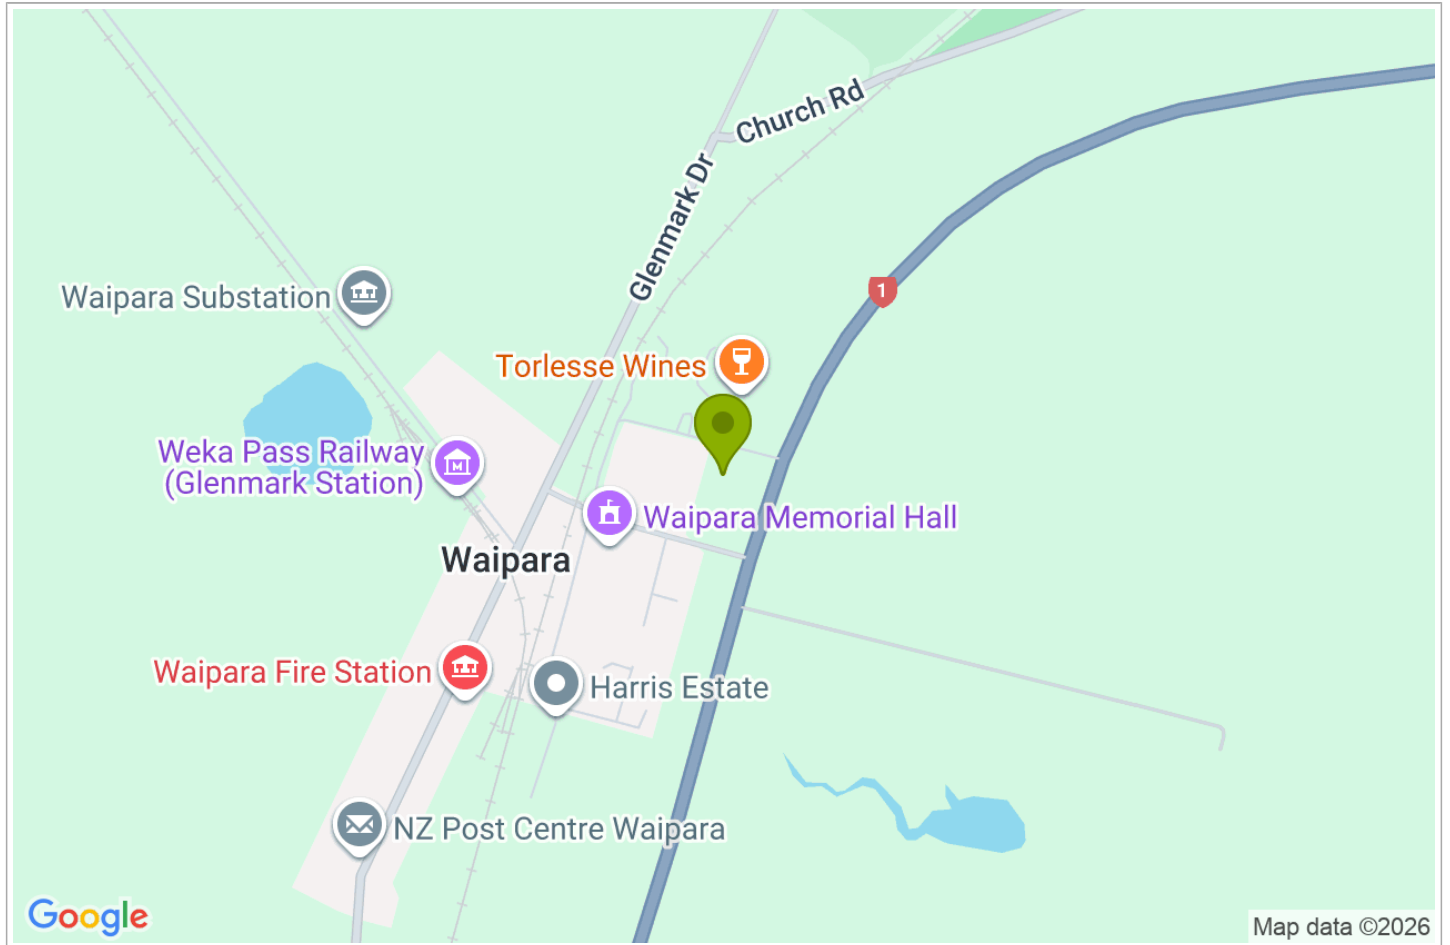 Church Rd
Glenmark Dr
Waipara Substation
1
Torlesse Wines
Weka Pass Railway
(Glenmark Station)
M
Waipara Memorial Hall
Waipara
Waipara Fire Station
Harris Estate
NZ Post Centre Waipara
Google
Map data ©2026